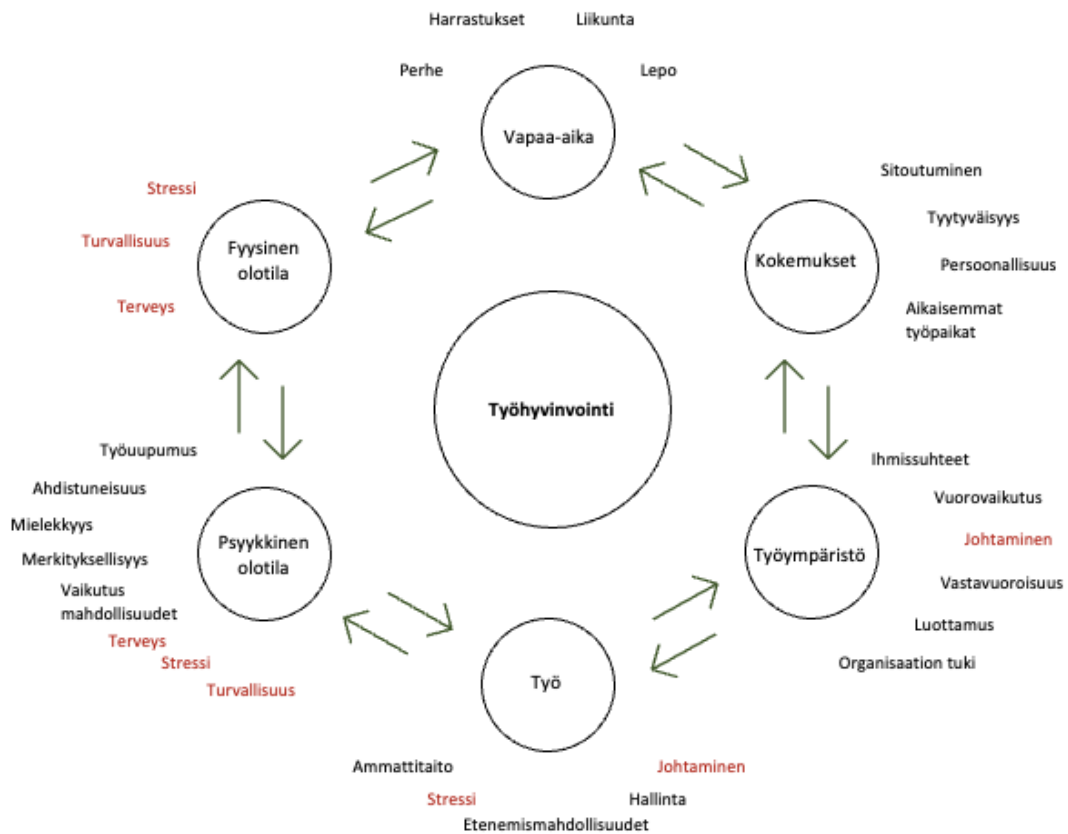 Harrastukset
Liikunta
Perhe
Lepo
Vapaa-aika
Sitoutuminen
Tyytyväisyys
Persoonallisuus
Aikaisemmat
työpaikat
Kokemukset
Stressi
Turvallisuus
Terveys
Fyysinen
olotila
Työhyvinvointi
Työuupumus
Ahdistuneisuus
Mielekkyys
Merkityksellisyys
Vaikutus
mahdollisuudet
Terveys
Stressi
Turvallisuus
Psyykkinen
olotila
Ihmissuhteet
Vuorovaikutus
Johtaminen
Vastavuoroisuus
Luottamus
Organisaation tuki
Työympäristö
Työ
Ammattitaito
Johtaminen
Stressi
Hallinta
Etenemismahdollisuudet